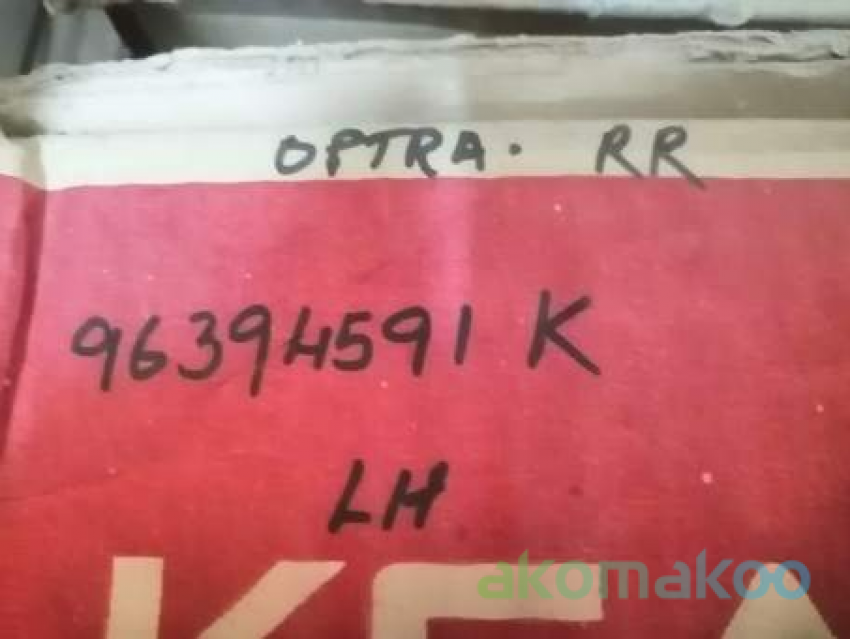 OPTRA. RR
96394591 K
LH
akomakoo